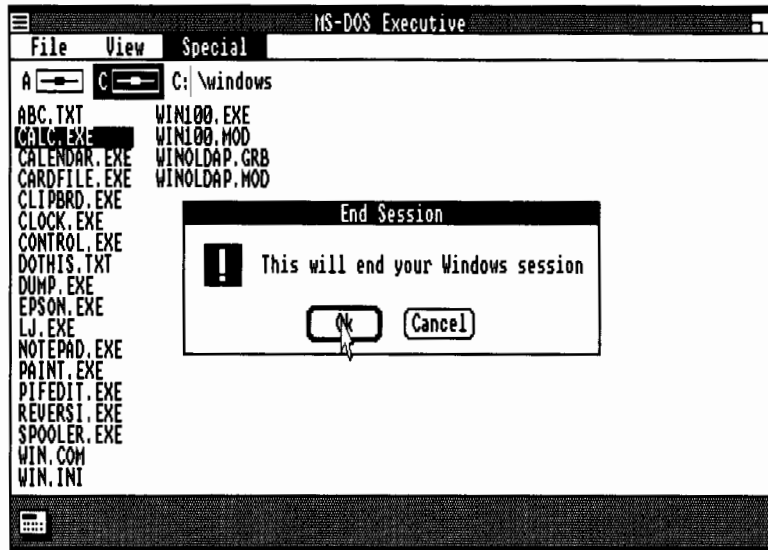 MS-DOS Executive
File View Special
A C C: \windows
ABC.TXT WIN100.EXE
CALC.EXE WIN100.MOD
CALENDAR.EXE WINOLDAP.GRB
CARDFILE.EXE WINOLDAP.MOD
CLIPBRD.EXE
CLOCK.EXE
CONTROL.EXE
DOTHIS.TXT
DUMP.EXE
EPSON.EXE
LJ.EXE
NOTEPAD.EXE
PAINT.EXE
PIFEDIT.EXE
REVERSI.EXE
SPOOLER.EXE
WIN.COM
WIN.INI
End Session
! This will end your Windows session
Ok Cancel